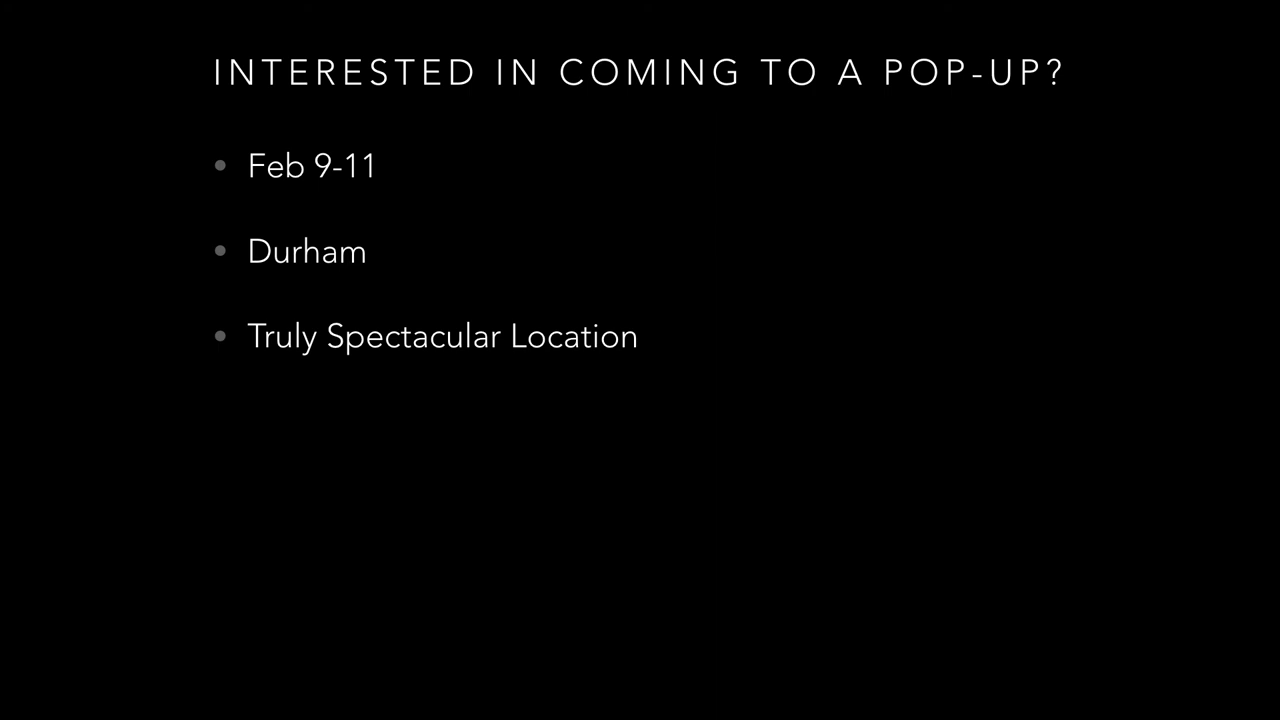 INTERESTED IN COMING TO A POP-UP?
• Feb 9-11
• Durham
• Truly Spectacular Location